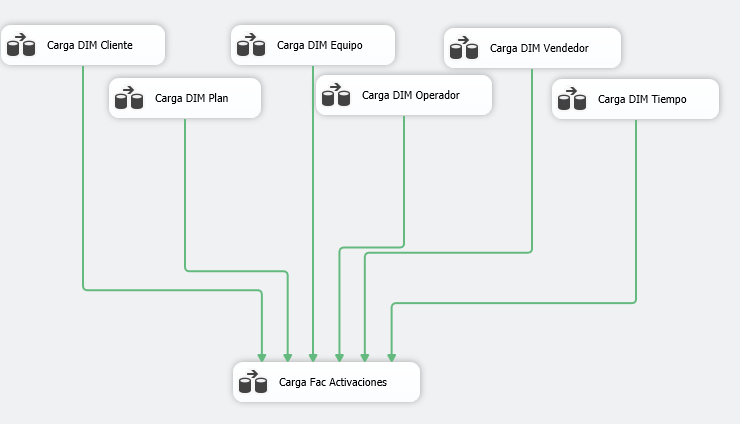 Carga DIM Cliente
Carga DIM Equipo
Carga DIM Vendedor
Carga DIM Plan
Carga DIM Operador
Carga DIM Tiempo
Carga Fac Activaciones